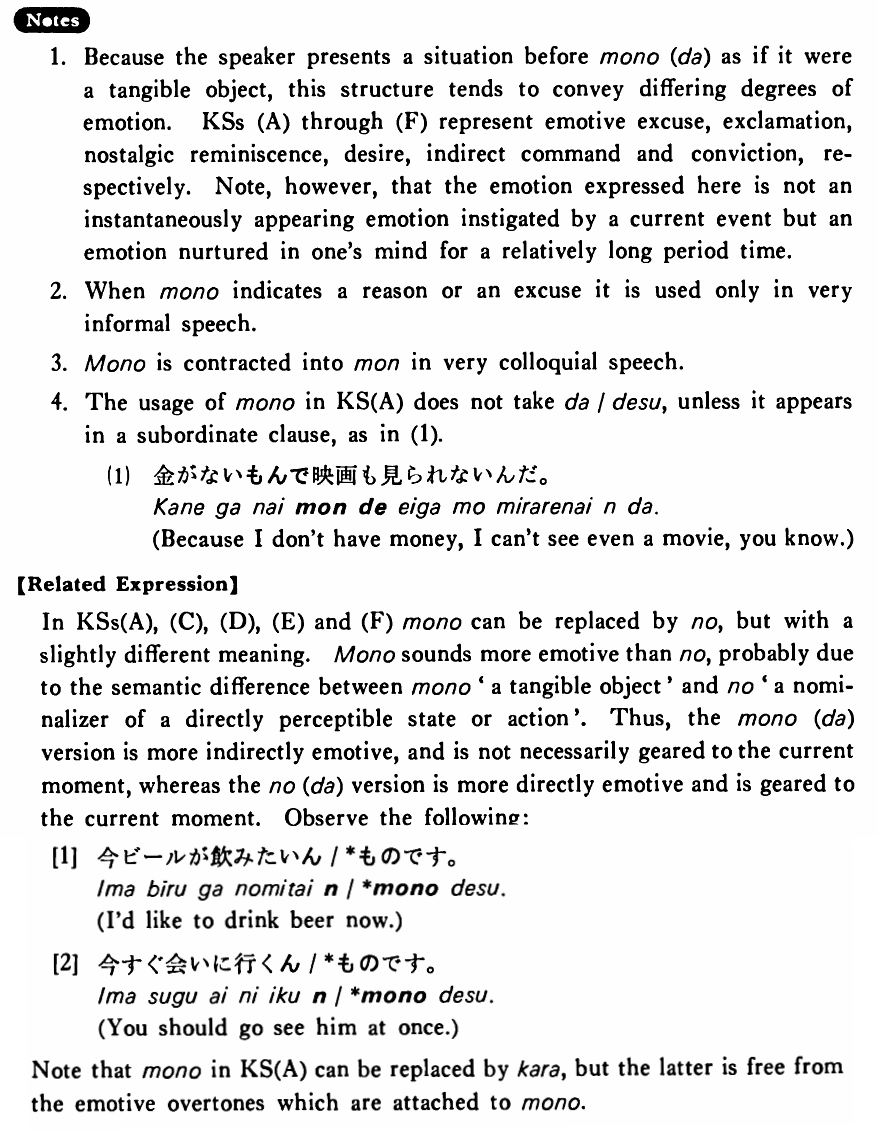 Notes
1. Because the speaker presents a situation before mono (da) as if it were
a tangible object, this structure tends to convey differing degrees of
emotion. KSs (A) through (F) represent emotive excuse, exclamation,
nostalgic reminiscence, desire, indirect command and conviction, re-
spectively. Note, however, that the emotion expressed here is not an
instantaneously appearing emotion instigated by a current event but an
emotion nurtured in one's mind for a relatively long period time.
2. When mono indicates a reason or an excuse it is used only in very
informal speech.
3. Mono is contracted into mon in very colloquial speech.
4. The usage of mono in KS(A) does not take da / desu, unless it appears
in a subordinate clause, as in (1).
(1) 金がないもんで映画も見られないんだ。
Kane ga nai mon de eiga mo mirarenai n da.
(Because I don't have money, I can't see even a movie, you know.)
【Related Expression】
In KSs(A), (C), (D), (E) and (F) mono can be replaced by no, but with a
slightly different meaning. Mono sounds more emotive than no, probably due
to the semantic difference between mono ‘ a tangible object ’ and no ‘ a nomi-
nalizer of a directly perceptible state or action ’. Thus, the mono (da)
version is more indirectly emotive, and is not necessarily geared to the current
moment, whereas the no (da) version is more directly emotive and is geared to
the current moment. Observe the following:
[1] 今ビールが飲みたいん / *ものです。
Ima bīru ga nomitai n / *mono desu.
(I'd like to drink beer now.)
[2] 今すぐ会いに行くん / *ものです。
Ima sugu ai ni iku n / *mono desu.
(You should go see him at once.)
Note that mono in KS(A) can be replaced by kara, but the latter is free from
the emotive overtones which are attached to mono.